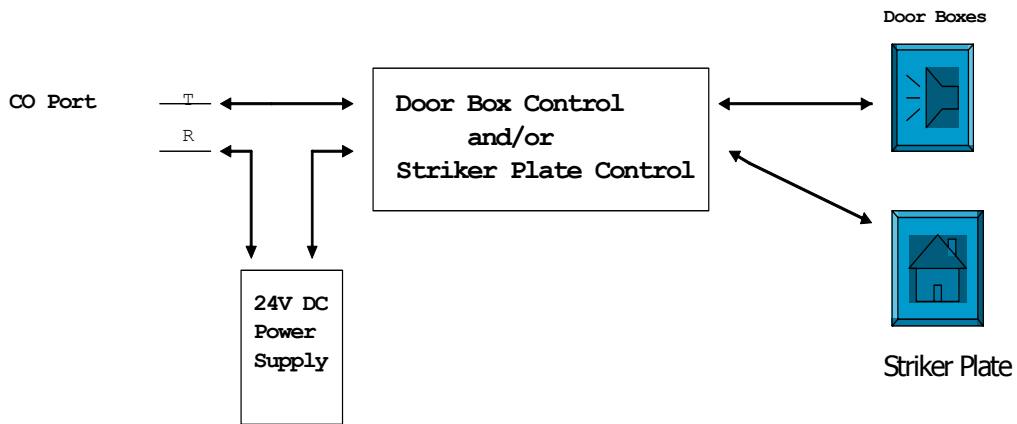 Door Boxes
CO Port
T
R
Door Box Control
and/or
Striker Plate Control
24V DC
Power
Supply
Striker Plate